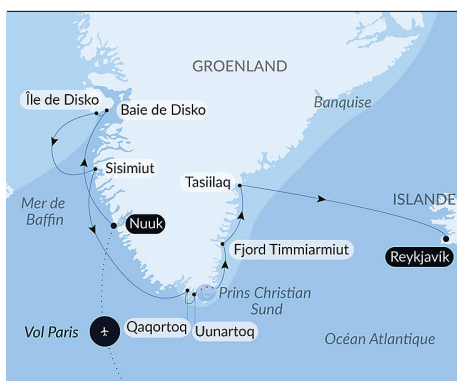 GROENLAND
Île de Disko
Baie de Disko
Banquise
Sisimiut
Tasiilaq
ISLANDE
Mer de
Baffin
Nuuk
Fjord Timmiarmiut
Reykjavík
Prins Christian
Sund
Vol Paris
Qaqortoq
Uunartoq
Océan Atlantique